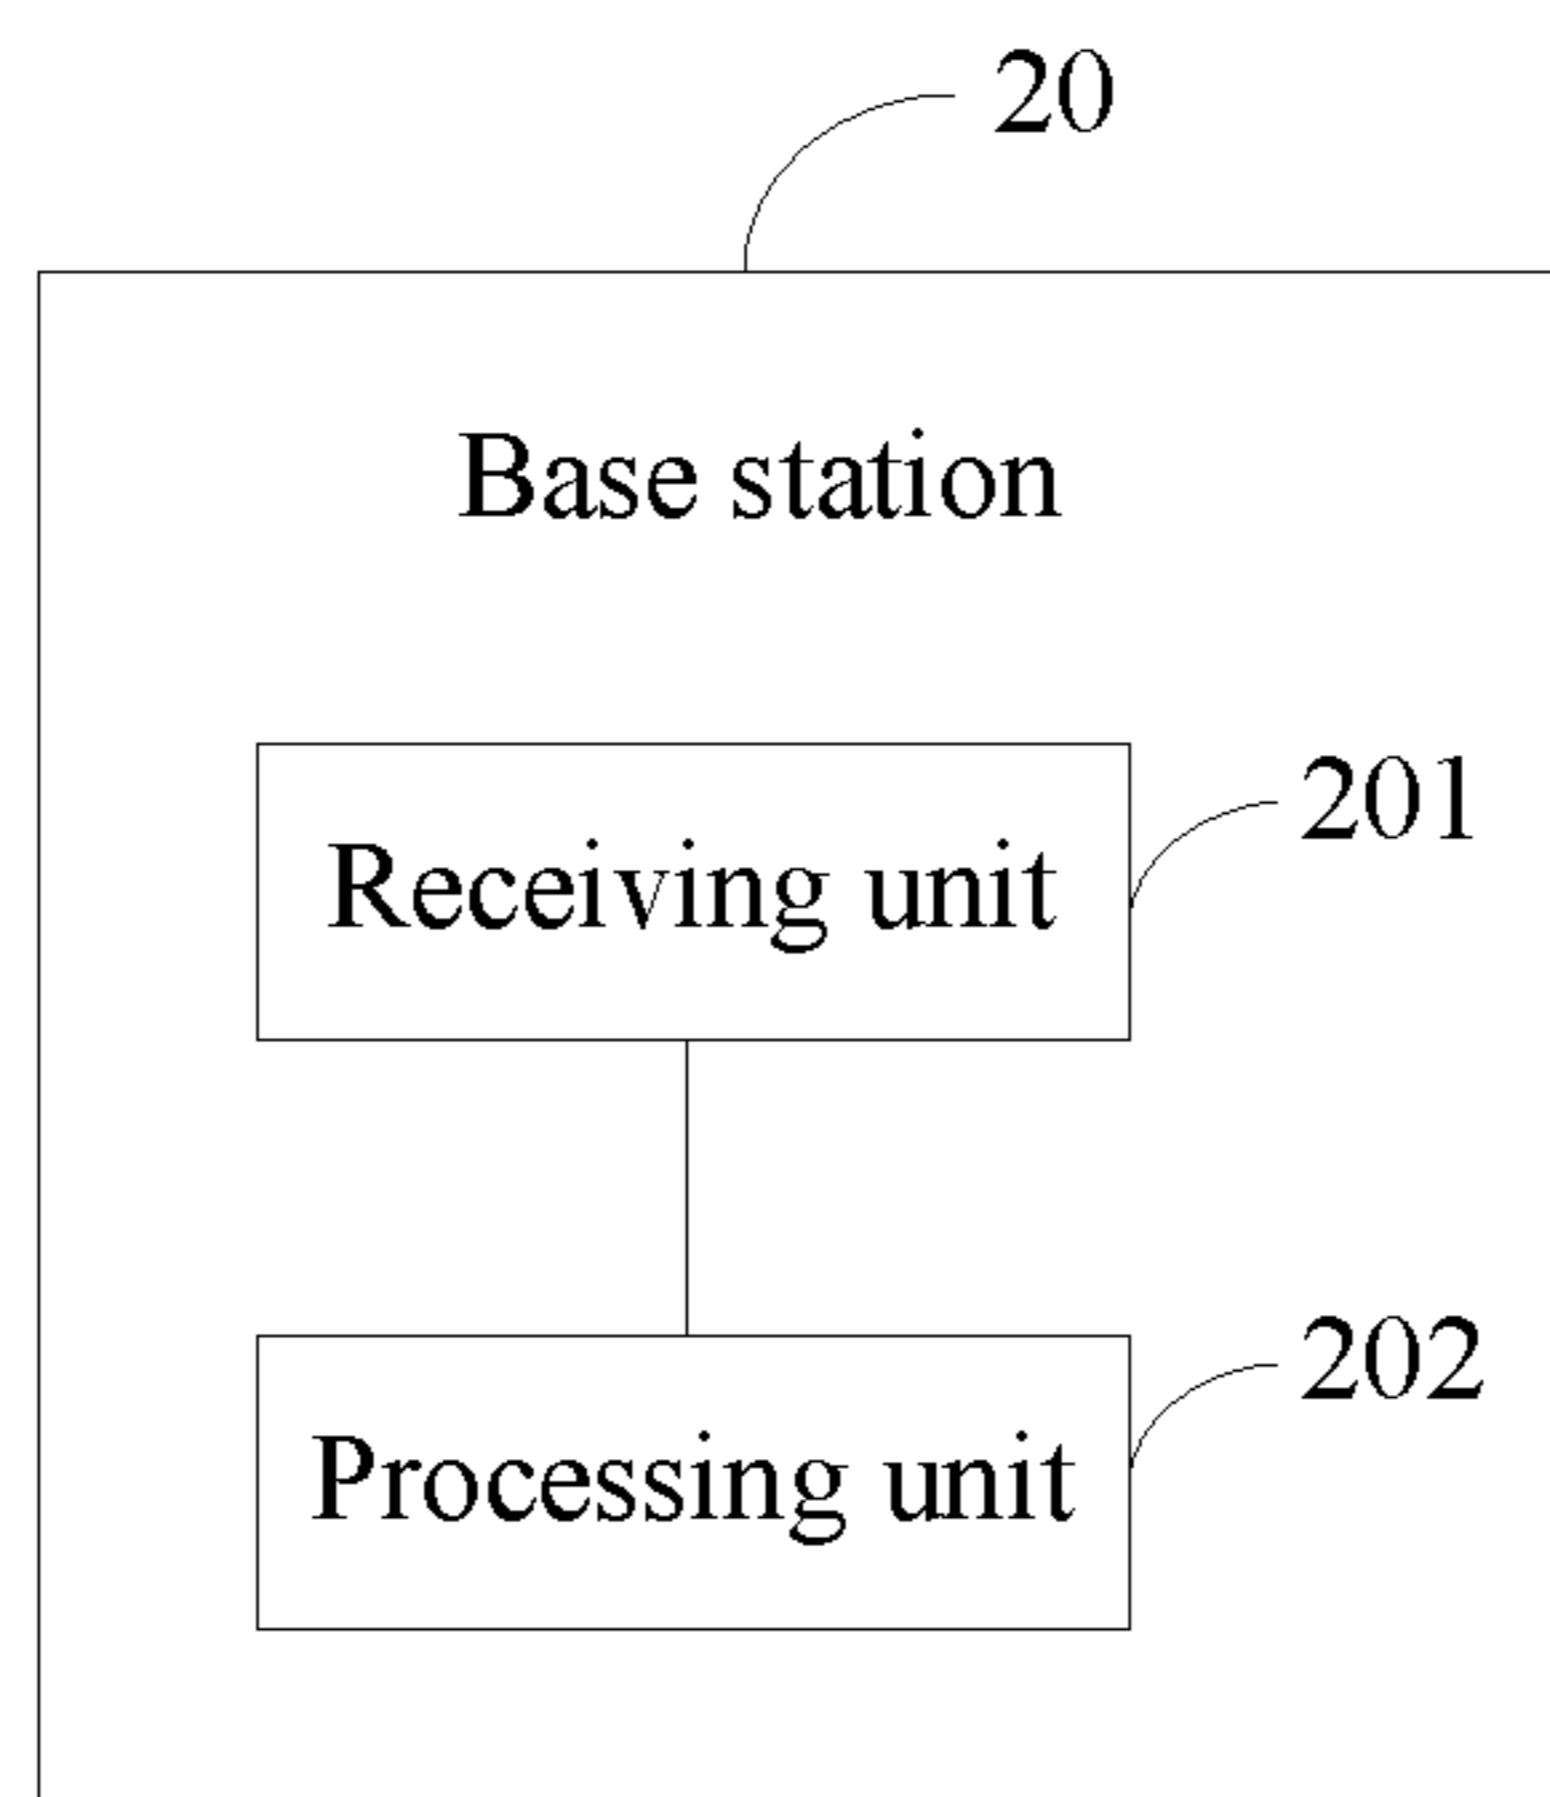 20
Base station
201
Receiving unit
202
Processing unit